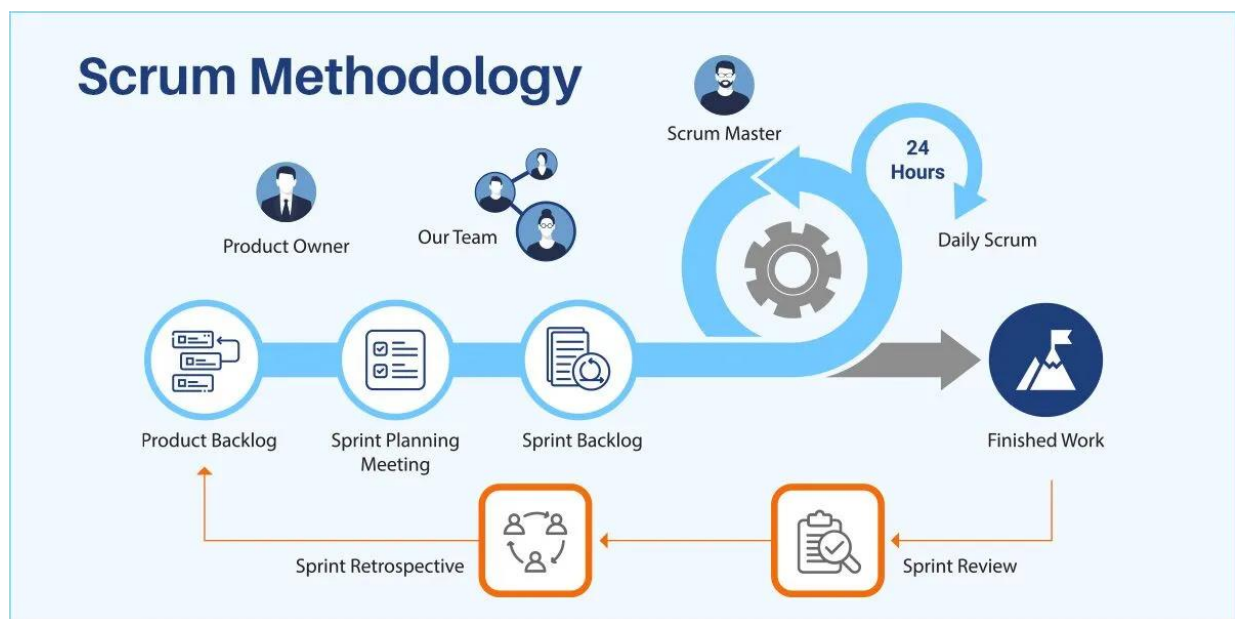 Scrum Methodology
Scrum Master
24
Hours
Product Owner
Our Team
Daily Scrum
Product Backlog
Sprint Planning
Meeting
Sprint Backlog
Finished Work
Sprint Retrospective
Sprint Review